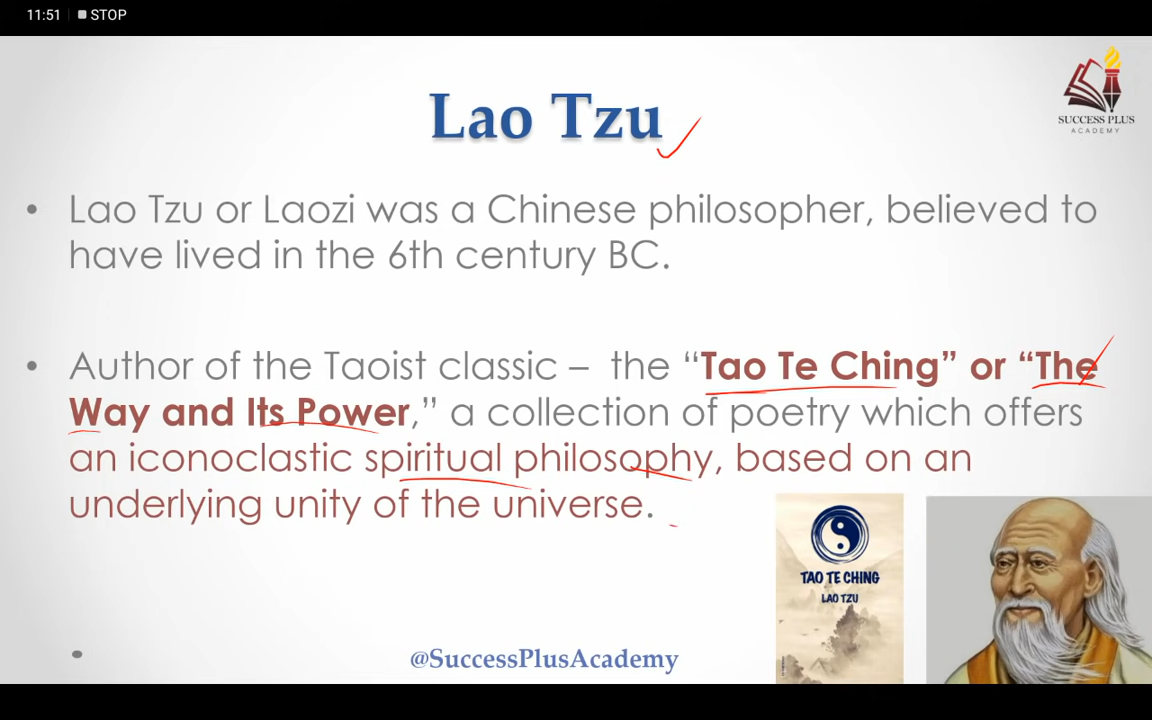 11:51 STOP
SUCCESS PLUS
ACADEMY
Lao Tzu
• Lao Tzu or Laozi was a Chinese philosopher, believed to
have lived in the 6th century BC.
• Author of the Taoist classic – the “Tao Te Ching” or “The
Way and Its Power,” a collection of poetry which offers
an iconoclastic spiritual philosophy, based on an
underlying unity of the universe.
TAO TE CHING
LAO TZU
@SuccessPlusAcademy